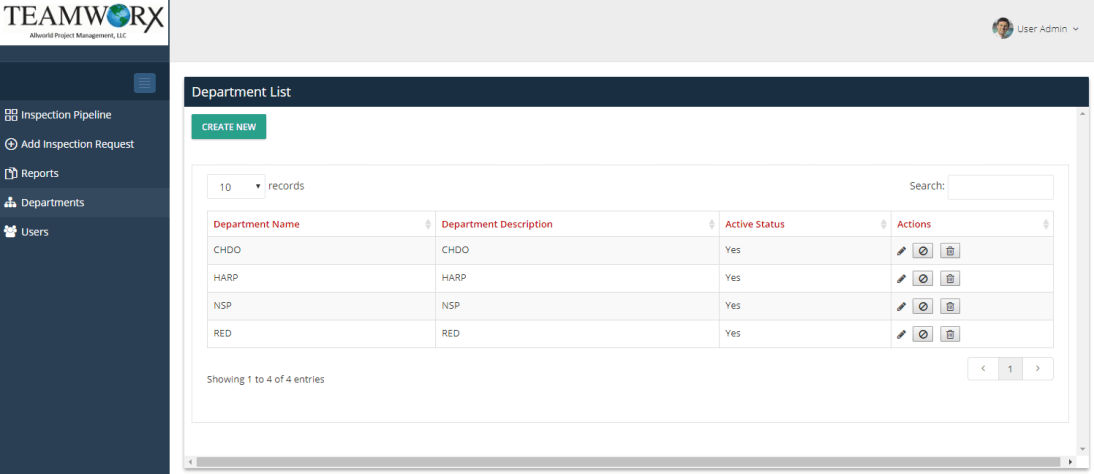 TEAMWORX
Allworld Project Management, LLC
User Admin
Inspection Pipeline
Add Inspection Request
Reports
Departments
Users
Department List
CREATE NEW
10 records
Search:
Department Name Department Description Active Status Actions
CHDO CHDO Yes
HARP HARP Yes
NSP NSP Yes
RED RED Yes
Showing 1 to 4 of 4 entries
< 1 >